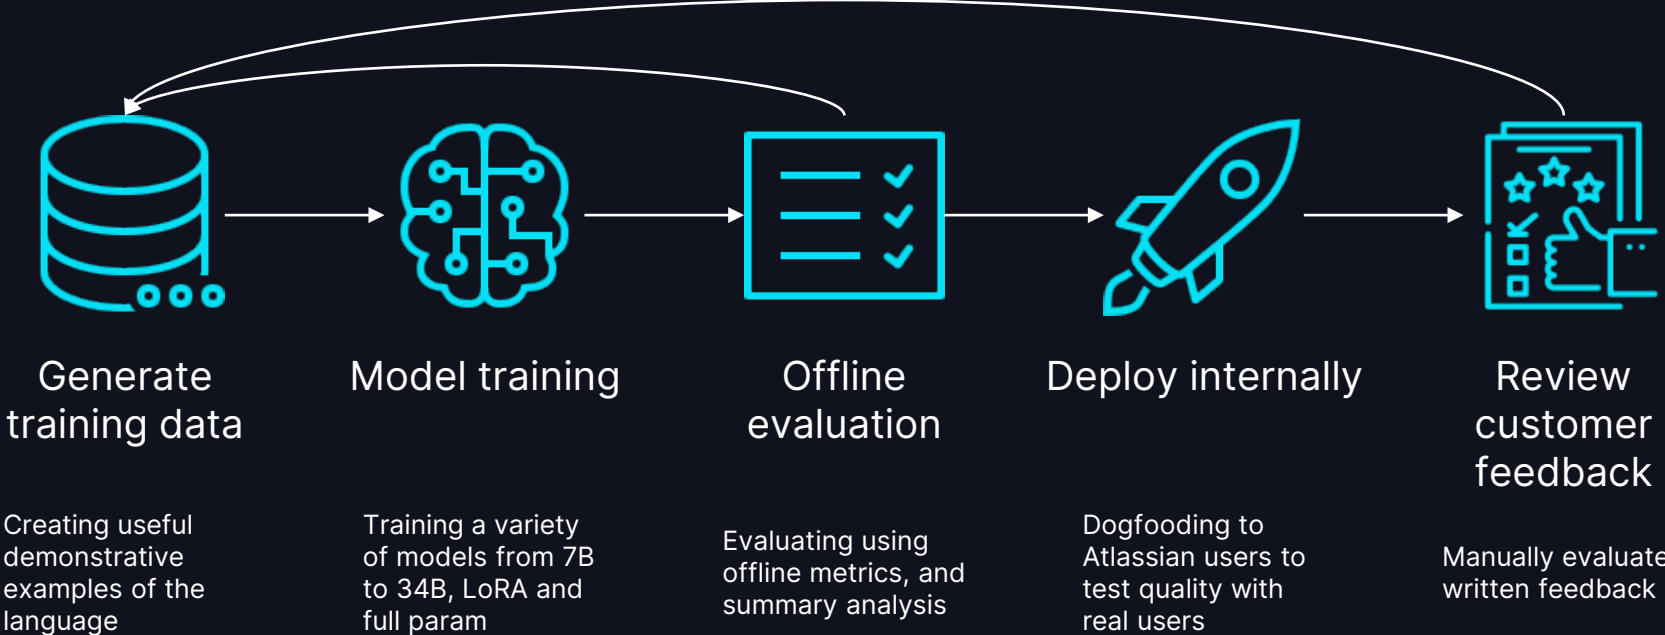 Generate
training data
Model training
Offline
evaluation
Deploy internally
Review
customer
feedback
Creating useful
demonstrative
examples of the
language
Training a variety
of models from 7B
to 34B, LoRA and
full param
Evaluating using
offline metrics, and
summary analysis
Dogfooding to
Atlassian users to
test quality with
real users
Manually evaluate
written feedback